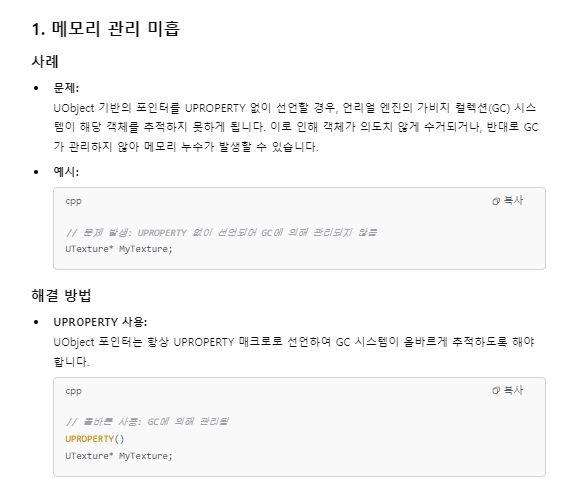 1. 메모리 관리 미흡
사례
• 문제:
UObject 기반의 포인터를 UPROPERTY 없이 선언할 경우, 언리얼 엔진의 가비지 컬렉션(GC) 시스
템이 해당 객체를 추적하지 못하게 됩니다. 이로 인해 객체가 의도치 않게 수거되거나, 반대로 GC
가 관리하지 않아 메모리 누수가 발생할 수 있습니다.
• 예시:
cpp 복사
// 문제 발생: UPROPERTY 없이 선언되어 GC에 의해 관리되지 않음
UTexture* MyTexture;
해결 방법
• UPROPERTY 사용:
UObject 포인터는 항상 UPROPERTY 매크로로 선언하여 GC 시스템이 올바르게 추적하도록 해야
합니다.
cpp 복사
// 올바른 사용: GC에 의해 관리됨
UPROPERTY()
UTexture* MyTexture;